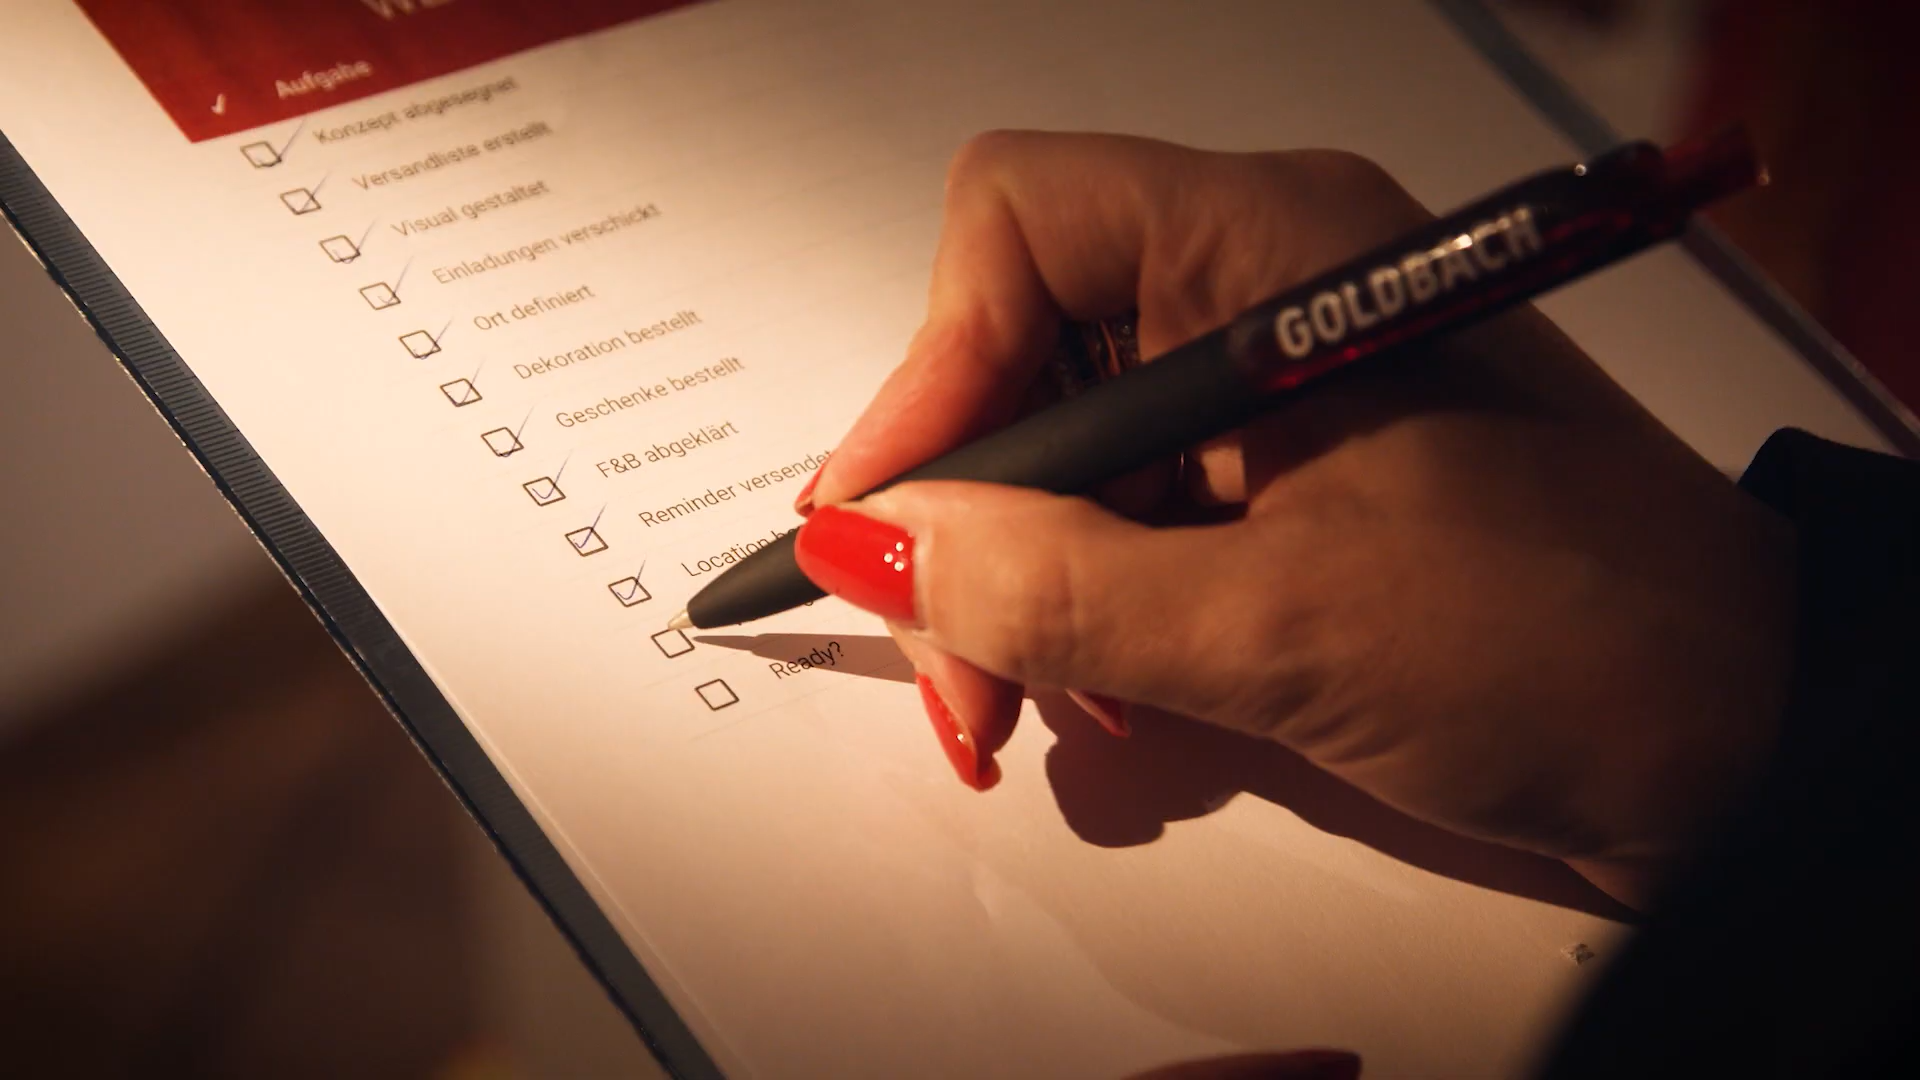 Aufgabe
Konzept abgesegnet
Versandliste erstellt
Visual gestaltet
Einladungen verschickt
Ort definiert
Dekoration bestellt
Geschenke bestellt
F&B abgeklärt
Reminder versendet
Location
Ready?
GOLDBACH